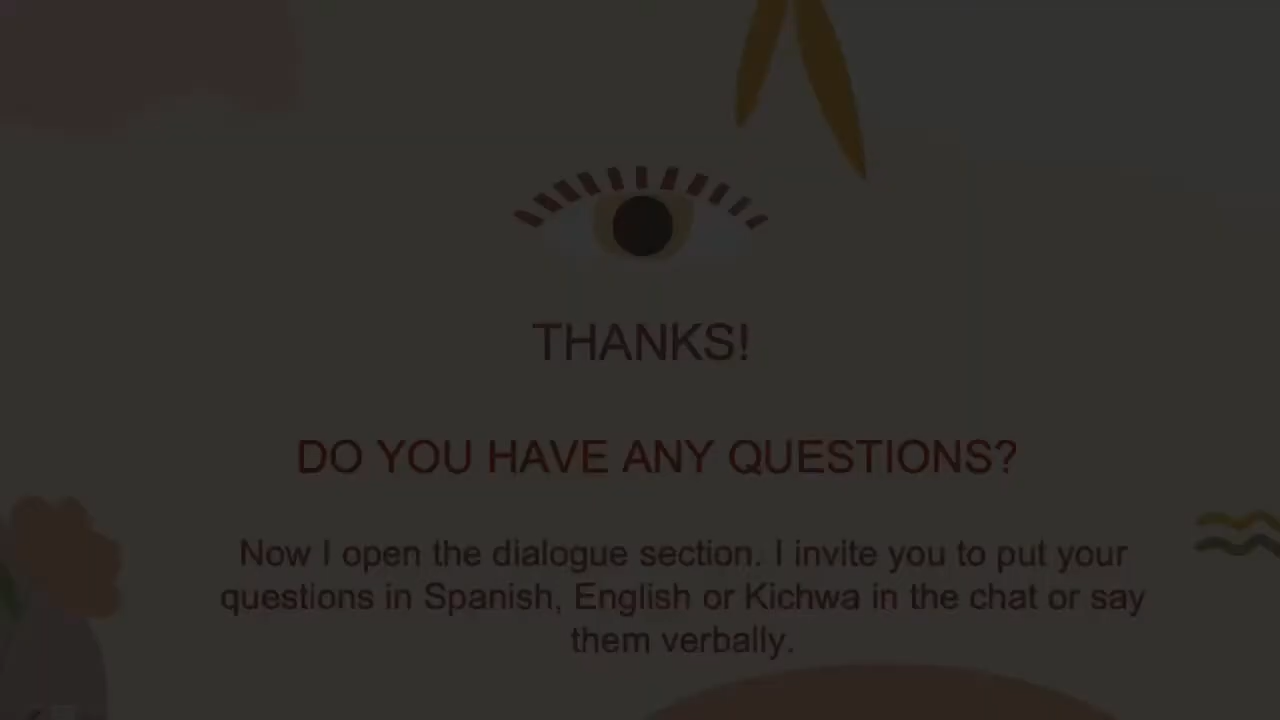 THANKS!
DO YOU HAVE ANY QUESTIONS?
Now I open the dialogue section. I invite you to put your
questions in Spanish, English or Kichwa in the chat or say
them verbally.